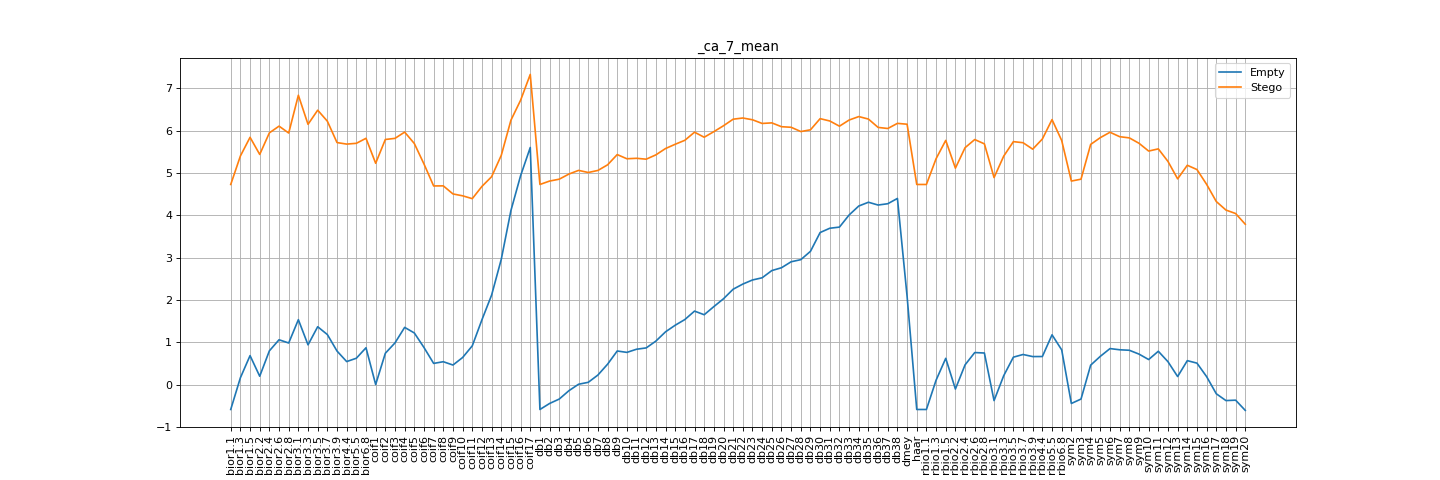 _ca_7_mean
Empty
Stego
7
6
5
4
3
2
1
0
−1
bior1.1
bior1.3
bior1.5
bior2.2
bior2.4
bior2.6
bior2.8
bior3.1
bior3.3
bior3.5
bior3.7
bior3.9
bior4.4
bior5.5
bior6.8
coif1
coif2
coif3
coif4
coif5
coif6
coif7
coif8
coif9
coif10
coif11
coif12
coif13
coif14
coif15
coif16
coif17
db1
db2
db3
db4
db5
db6
db7
db8
db9
db10
db11
db12
db13
db14
db15
db16
db17
db18
db19
db20
db21
db22
db23
db24
db25
db26
db27
db28
db29
db30
db31
db32
db33
db34
db35
db36
db37
db38
dmey
haar
rbio1.1
rbio1.3
rbio1.5
rbio2.2
rbio2.4
rbio2.6
rbio2.8
rbio3.1
rbio3.3
rbio3.5
rbio3.7
rbio3.9
rbio4.4
rbio5.5
rbio6.8
sym2
sym3
sym4
sym5
sym6
sym7
sym8
sym9
sym10
sym11
sym12
sym13
sym14
sym15
sym16
sym17
sym18
sym19
sym20